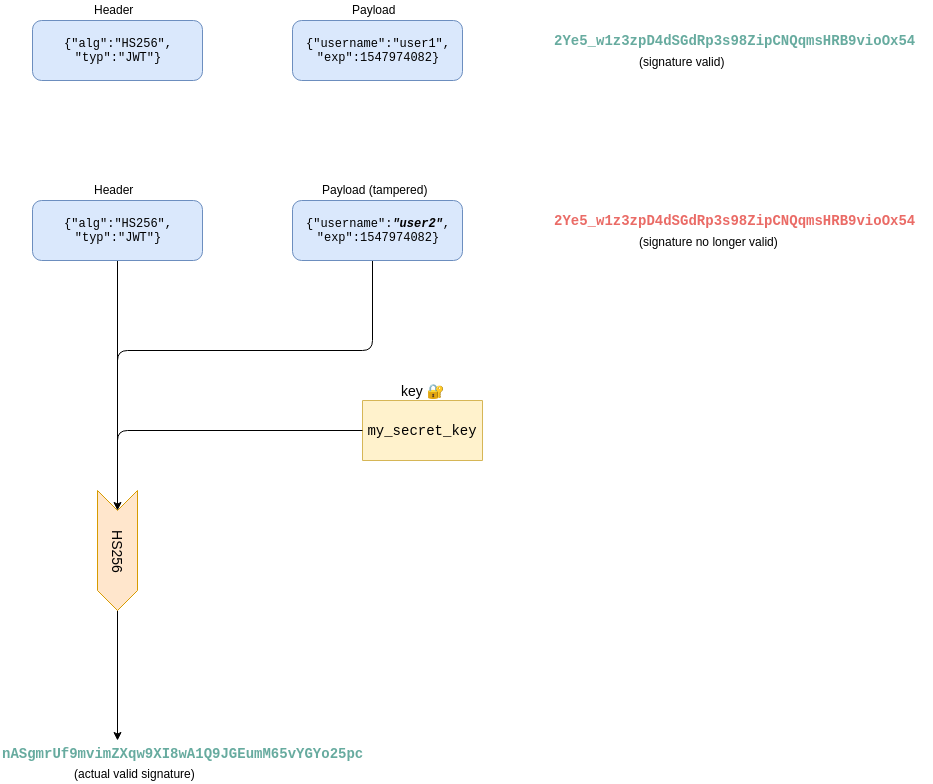 Header
Payload
{"alg":"HS256",
"typ":"JWT"}
{"username":"user1",
"exp":1547974082}
2Ye5_w1z3zpD4dSGdRp3s98ZipCNQqmsHRB9vioOx54
(signature valid)
Header
Payload (tampered)
{"alg":"HS256",
"typ":"JWT"}
{"username":"user2",
"exp":1547974082}
2Ye5_w1z3zpD4dSGdRp3s98ZipCNQqmsHRB9vioOx54
(signature no longer valid)
key 🔐
my_secret_key
HS256
nASgmrUf9mvimZXqw9XI8wA1Q9JGEumM65vYGYo25pc
(actual valid signature)